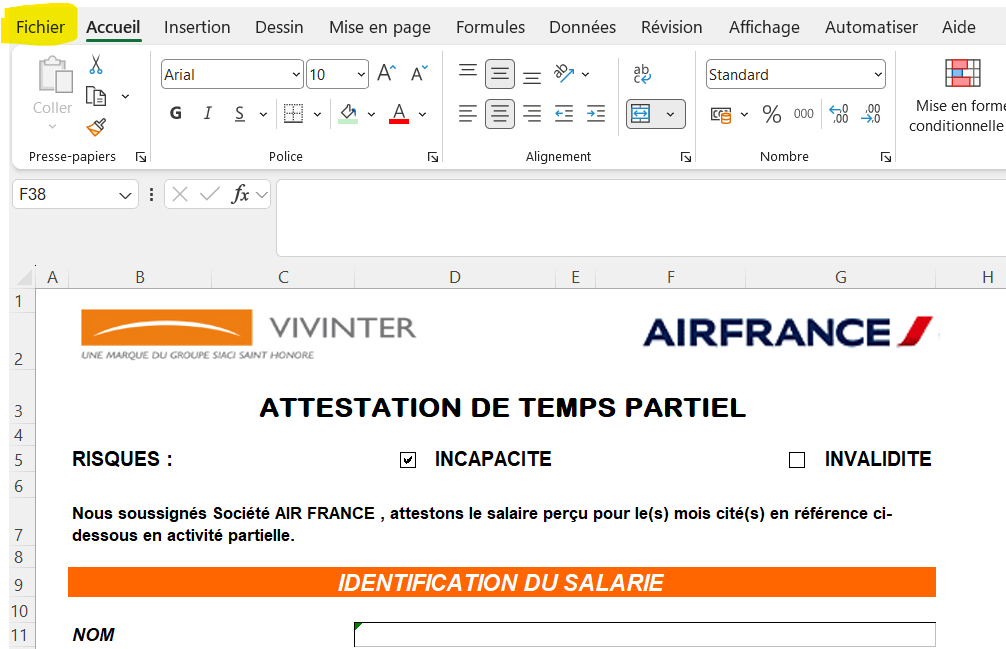 Fichier Accueil Insertion Dessin Mise en page Formules Données Révision Affichage Automatiser Aide
Coller
Arial 10 A A
G I S A
ab
c
Standard
% 000 ,00 ,00
Mise en forme
conditionnelle
Presse-papiers Police Alignement Nombre
F38 fx
A B C D E F G H
1
VIVINTER AIRFRANCE
2 UNE MARQUE DU GROUPE SIACI SAINT HONORE
3 ATTESTATION DE TEMPS PARTIEL
4
5 RISQUES : INCAPACITE INVALIDITE
6
Nous soussignés Société AIR FRANCE , attestons le salaire perçu pour le(s) mois cité(s) en référence ci-
7 dessous en activité partielle.
8
9 IDENTIFICATION DU SALARIE
10
11 NOM